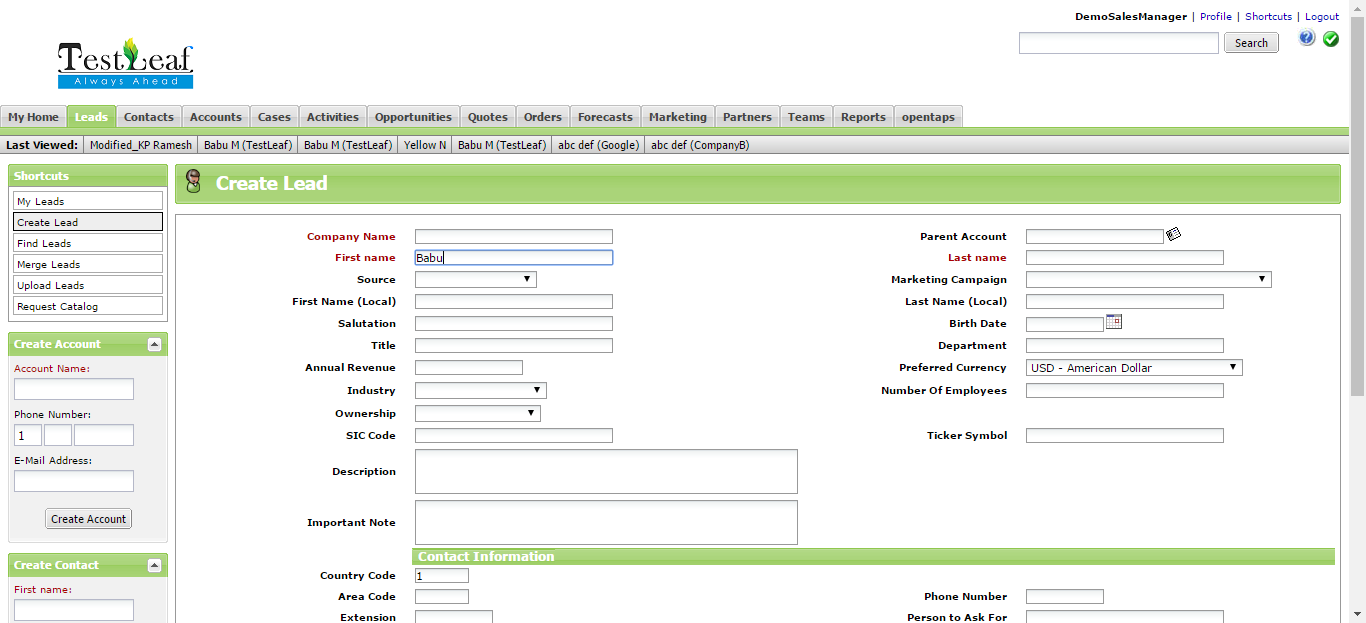 DemoSalesManager | Profile | Shortcuts | Logout
Search
TestLeaf
Always Ahead
My Home Leads Contacts Accounts Cases Activities Opportunities Quotes Orders Forecasts Marketing Partners Teams Reports opentaps
Last Viewed: Modified_KP Ramesh Babu M (TestLeaf) Babu M (TestLeaf) Yellow N Babu M (TestLeaf) abc def (Google) abc def (CompanyB)
Shortcuts
My Leads
Create Lead
Find Leads
Merge Leads
Upload Leads
Request Catalog
Create Account
Account Name:
Phone Number:
1
E-Mail Address:
Create Account
Create Contact
First name:
Create Lead
Company Name Parent Account
First name Babu Last name
Source Marketing Campaign
First Name (Local) Last Name (Local)
Salutation Birth Date
Title Department
Annual Revenue Preferred Currency USD - American Dollar
Industry Number Of Employees
Ownership
SIC Code Ticker Symbol
Description
Important Note
Contact Information
Country Code 1
Area Code Phone Number
Extension Person to Ask For